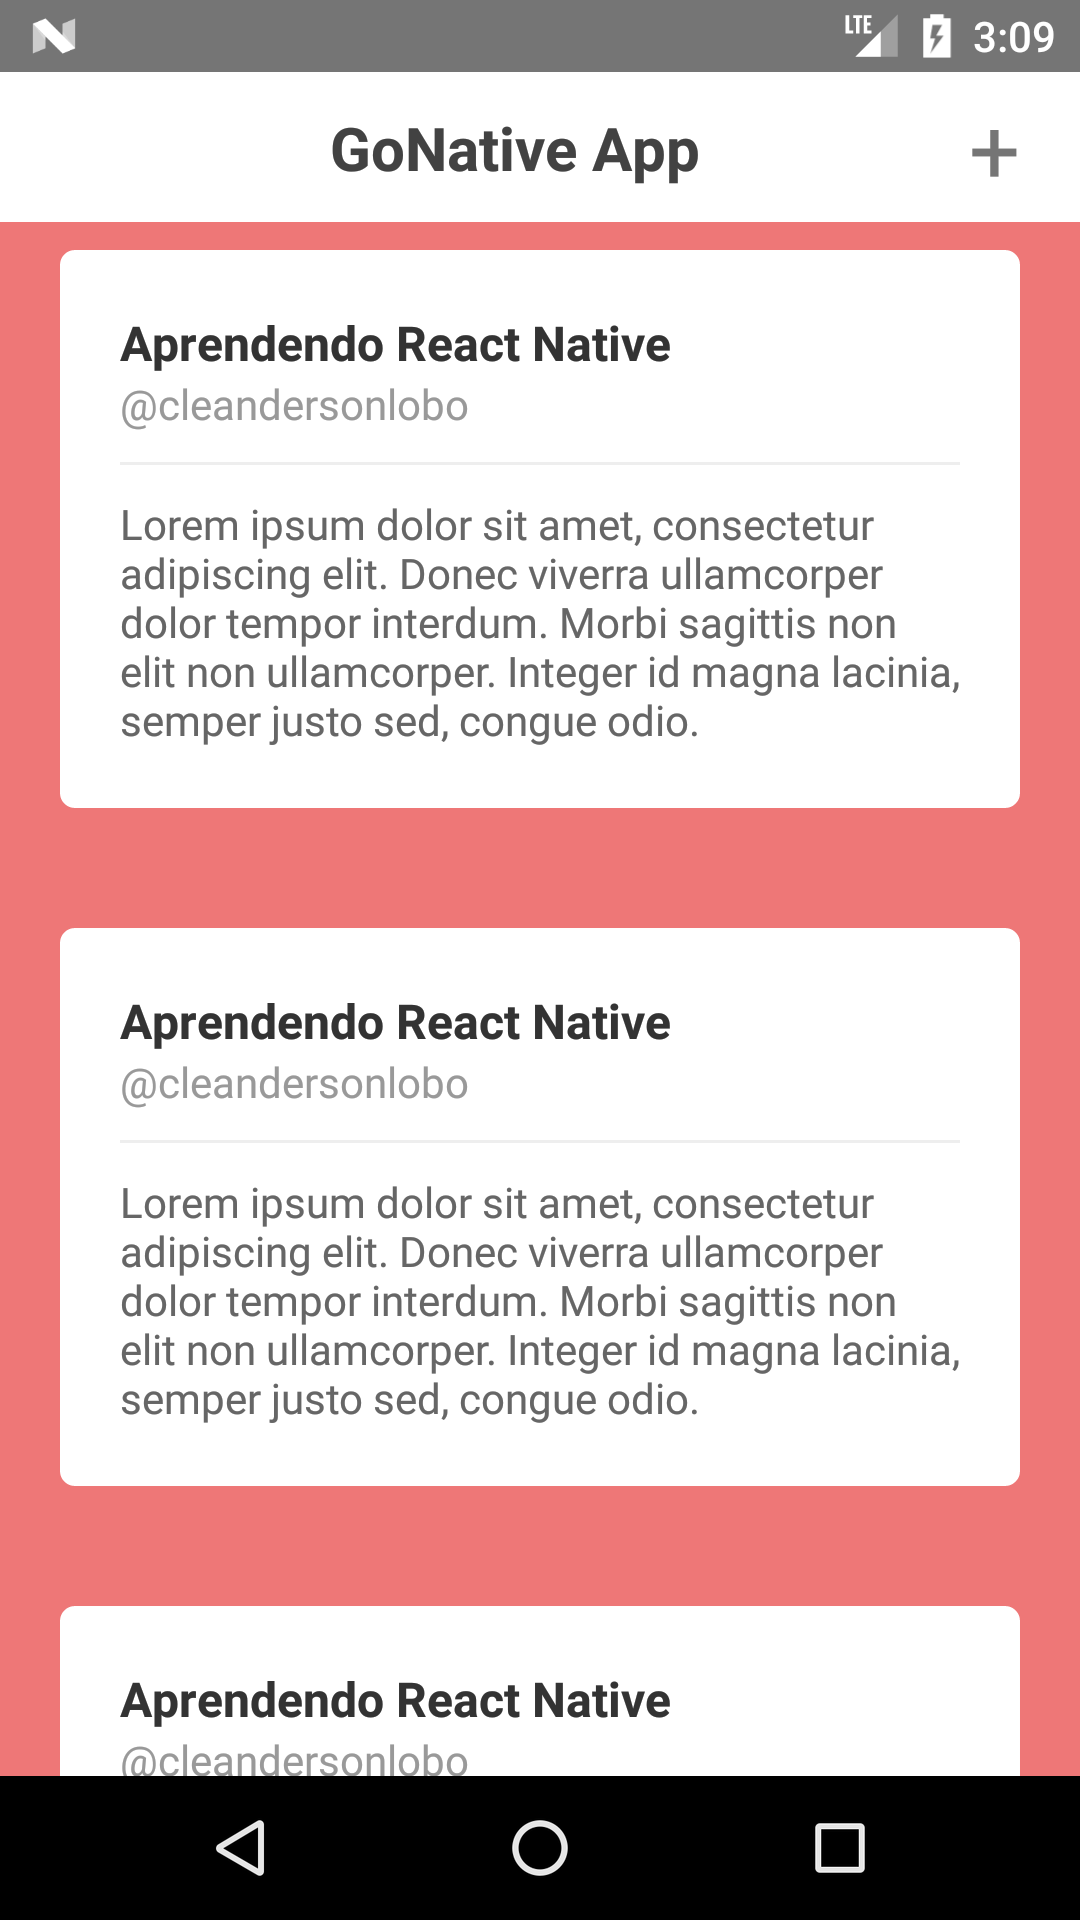 LTE 3:09
GoNative App
Aprendendo React Native
@cleandersonlobo
Lorem ipsum dolor sit amet, consectetur
adipiscing elit. Donec viverra ullamcorper
dolor tempor interdum. Morbi sagittis non
elit non ullamcorper. Integer id magna lacinia,
semper justo sed, congue odio.
Aprendendo React Native
@cleandersonlobo
Lorem ipsum dolor sit amet, consectetur
adipiscing elit. Donec viverra ullamcorper
dolor tempor interdum. Morbi sagittis non
elit non ullamcorper. Integer id magna lacinia,
semper justo sed, congue odio.
Aprendendo React Native
@cleandersonlobo